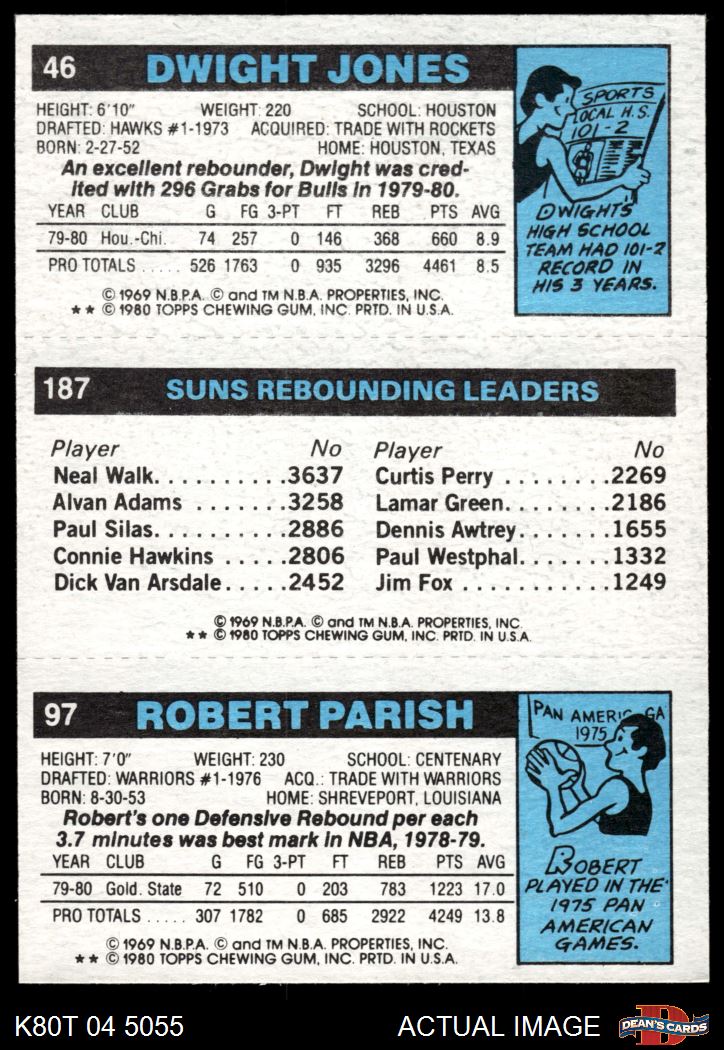 46 DWIGHT JONES
HEIGHT: 6'10" WEIGHT: 220 SCHOOL: HOUSTON
DRAFTED: HAWKS #1-1973 ACQUIRED: TRADE WITH ROCKETS
BORN: 2-27-52 HOME: HOUSTON, TEXAS
An excellent rebounder, Dwight was cred-
ited with 296 Grabs for Bulls in 1979-80.
YEAR CLUB G FG 3-PT FT REB PTS AVG
79-80 Hou.-Chi. 74 257 0 146 368 660 8.9
PRO TOTALS ..... 526 1763 0 935 3296 4461 8.5
© 1969 N.B.P.A. © and TM N.B.A. PROPERTIES, INC.
★★ © 1980 TOPPS CHEWING GUM, INC. PRTD. IN U.S.A.
SPORTS
LOCAL H.S.
101-2
DWIGHT'S
HIGH SCHOOL
TEAM HAD 101-2
RECORD IN
HIS 3 YEARS.
187 SUNS REBOUNDING LEADERS
Player No Player No
Neal Walk..........3637 Curtis Perry ........2269
Alvan Adams ........3258 Lamar Green........2186
Paul Silas..........2886 Dennis Awtrey.......1655
Connie Hawkins ......2806 Paul Westphal.......1332
Dick Van Arsdale.....2452 Jim Fox ...........1249
© 1969 N.B.P.A. © and TM N.B.A. PROPERTIES, INC.
★★ © 1980 TOPPS CHEWING GUM, INC. PRTD. IN U.S.A.
97 ROBERT PARISH
HEIGHT: 7'0" WEIGHT: 230 SCHOOL: CENTENARY
DRAFTED: WARRIORS #1-1976 ACQ.: TRADE WITH WARRIORS
BORN: 8-30-53 HOME: SHREVEPORT, LOUISIANA
Robert's one Defensive Rebound per each
3.7 minutes was best mark in NBA, 1978-79.
YEAR CLUB G FG 3-PT FT REB PTS AVG
79-80 Gold. State 72 510 0 203 783 1223 17.0
PRO TOTALS ..... 307 1782 0 685 2922 4249 13.8
© 1969 N.B.P.A. © and TM N.B.A. PROPERTIES, INC.
★★ © 1980 TOPPS CHEWING GUM, INC. PRTD. IN U.S.A.
PAN AMERIC GA
1975
ROBERT
PLAYED IN THE
1975 PAN
AMERICAN
GAMES.
K80T 04 5055 ACTUAL IMAGE
DEAN'S CARDS